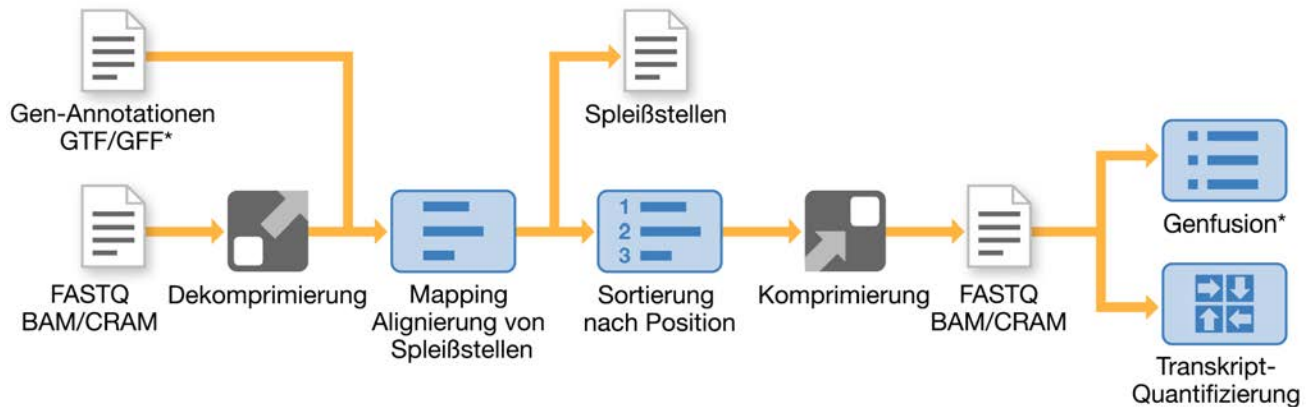 Gen-Annotationen
GTF/GFF*
Spleißstellen
Genfusion*
FASTQ
BAM/CRAM
Dekomprimierung
Mapping
Alignierung von
Spleißstellen
1
2
3
Sortierung
nach Position
Komprimierung
FASTQ
BAM/CRAM
Transkript-
Quantifizierung